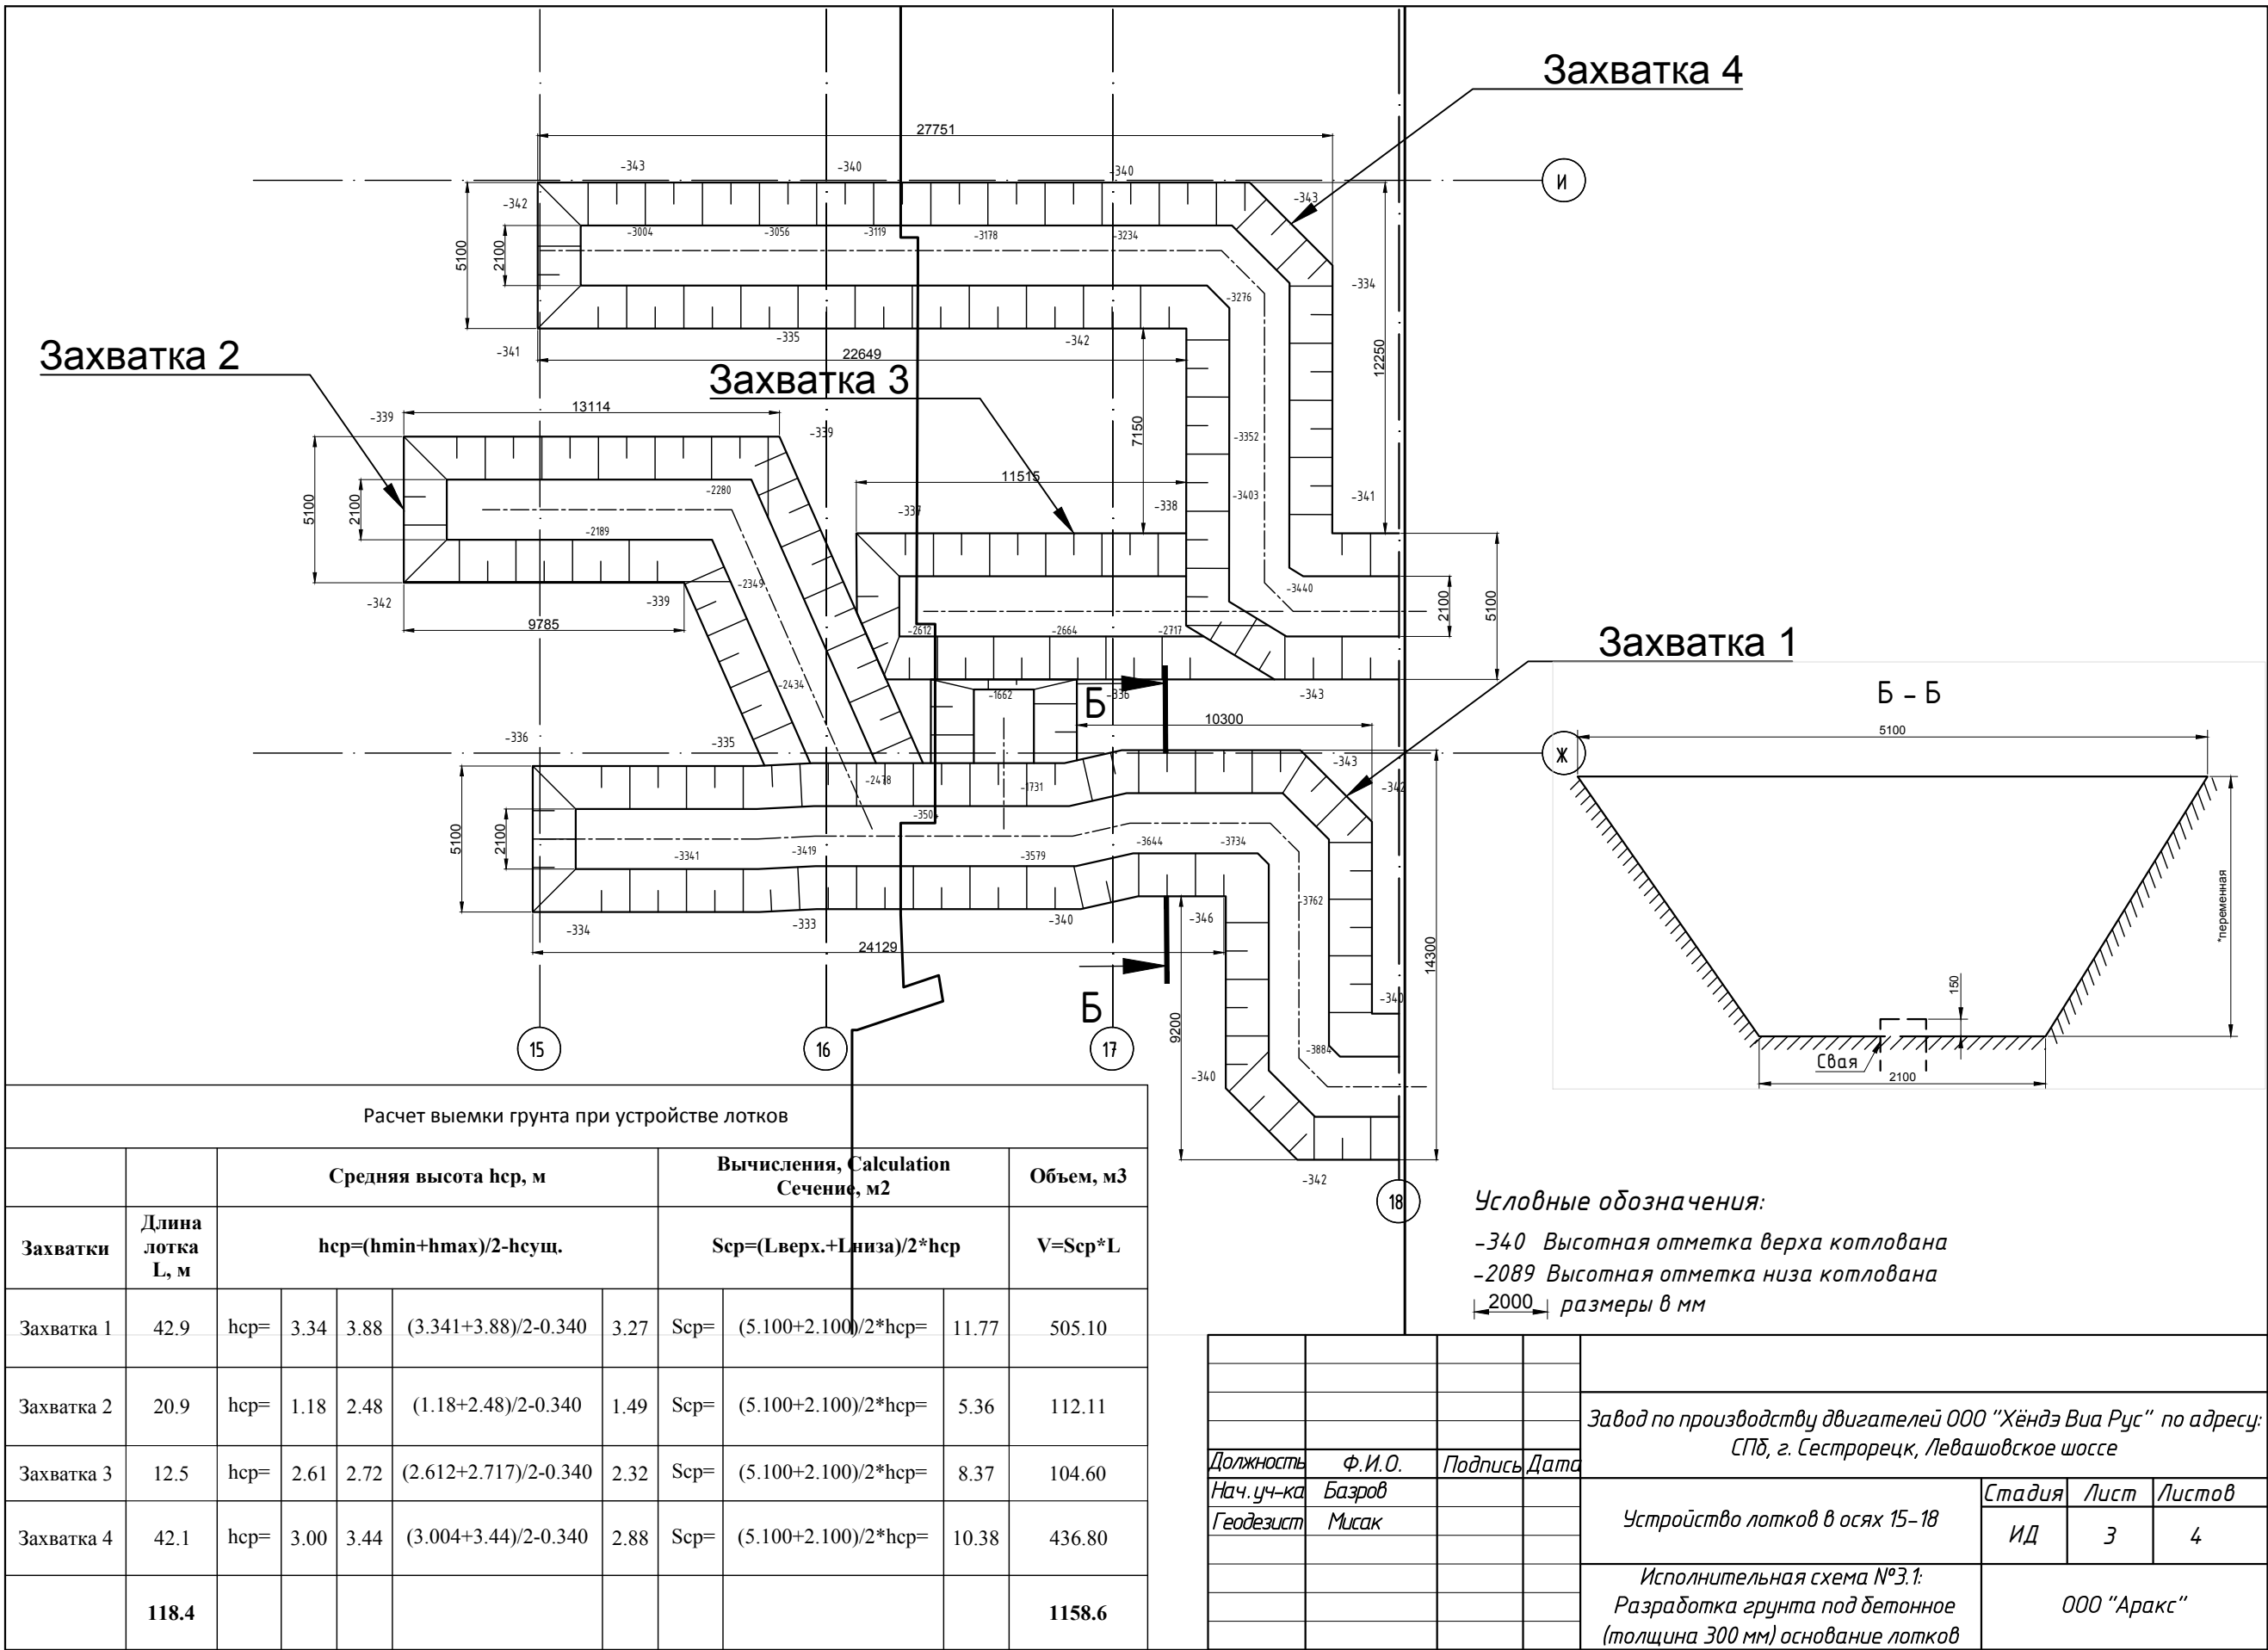 Захватка 4
27751
-343
-340
-340
И
-342
-343
-3004
-3056
-3119
-3178
-3234
5100
2100
-3276
-334
-341
-335
-342
22649
12250
Захватка 2
Захватка 3
13114
-339
-339
7150
-3352
11515
-2280
-3403
-341
5100
2100
-337
-338
-2189
-2349
-3440
-342
-339
2100
5100
9785
-2612
-2664
-2717
Захватка 1
-2434
-1662
-336
-343
Б
Б - Б
10300
5100
-336
-335
Ж
-343
-2478
-1731
-342
5100
2100
-3644
-3734
-3341
-3419
-3579
*переменная
-3762
-334
-333
-340
-346
24129
14300
-340
150
Б
9200
15
16
17
-3884
Свая
-340
2100
-342
18
Расчет выемки грунта при устройстве лотков
Средняя высота hср, м
Вычисления, Calculation
Сечение, м2
Объем, м3
Захватки
Длина
лотка
L, м
hср=(hmin+hmax)/2-hсущ.
Sср=(Lверх.+Lниза)/2*hср
V=Sср*L
Захватка 1 42.9 hср= 3.34 3.88 (3.341+3.88)/2-0.340 3.27 Sср= (5.100+2.100)/2*hср= 11.77 505.10
Захватка 2 20.9 hср= 1.18 2.48 (1.18+2.48)/2-0.340 1.49 Sср= (5.100+2.100)/2*hср= 5.36 112.11
Захватка 3 12.5 hср= 2.61 2.72 (2.612+2.717)/2-0.340 2.32 Sср= (5.100+2.100)/2*hср= 8.37 104.60
Захватка 4 42.1 hср= 3.00 3.44 (3.004+3.44)/2-0.340 2.88 Sср= (5.100+2.100)/2*hср= 10.38 436.80
118.4 1158.6
Условные обозначения:
-340 Высотная отметка верха котлована
-2089 Высотная отметка низа котлована
2000 размеры в мм
Завод по производству двигателей ООО "Хёндэ Виа Рус" по адресу:
СПб, г. Сестрорецк, Левашовское шоссе
Должность Ф.И.О. Подпись Дата
Нач.уч-ка Базров
Геодезист Мисак
Устройство лотков в осях 15-18
Стадия Лист Листов
ИД 3 4
Исполнительная схема №3.1:
Разработка грунта под бетонное
(толщина 300 мм) основание лотков
ООО "Аракс"